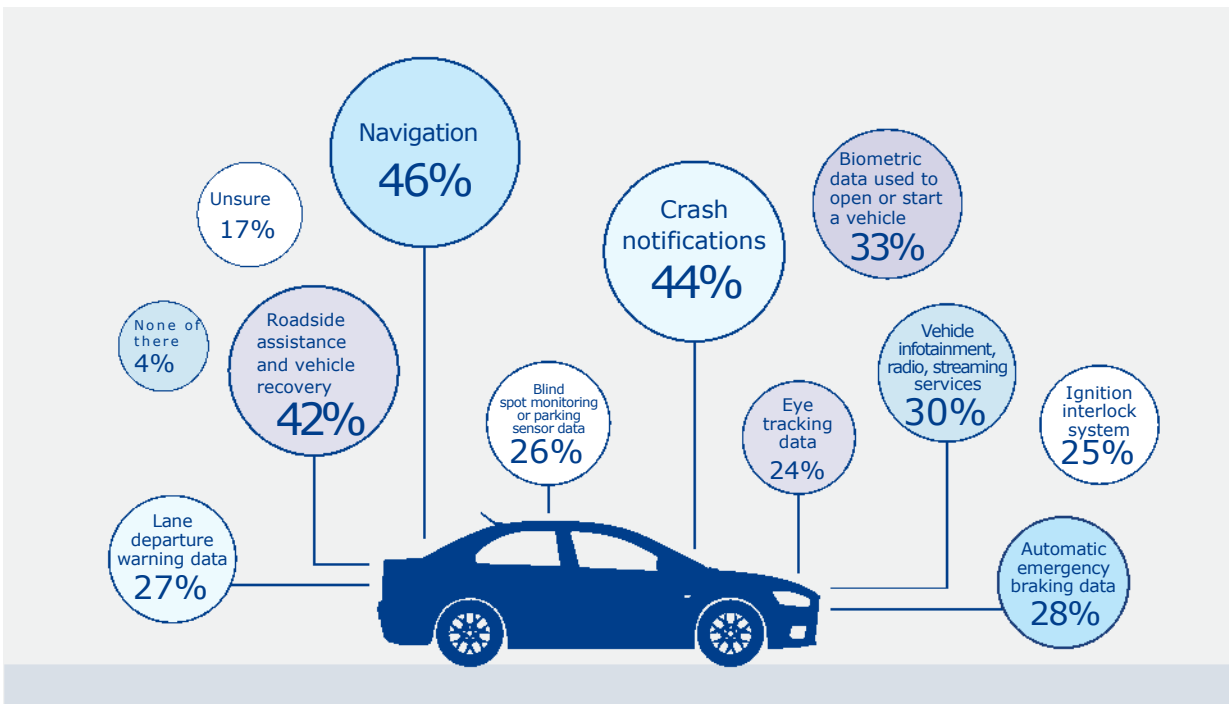 Navigation
46%
Unsure
17%
Crash
notifications
44%
Biometric
data used to
open or start
a vehicle
33%
None of
there
4%
Roadside
assistance
and vehicle
recovery
42%
Blind
spot monitoring
or parking
sensor data
26%
Eye
tracking
data
24%
Vehicle
infotainment,
radio, streaming
services
30%
Ignition
interlock
system
25%
Lane
departure
warning data
27%
Automatic
emergency
braking data
28%